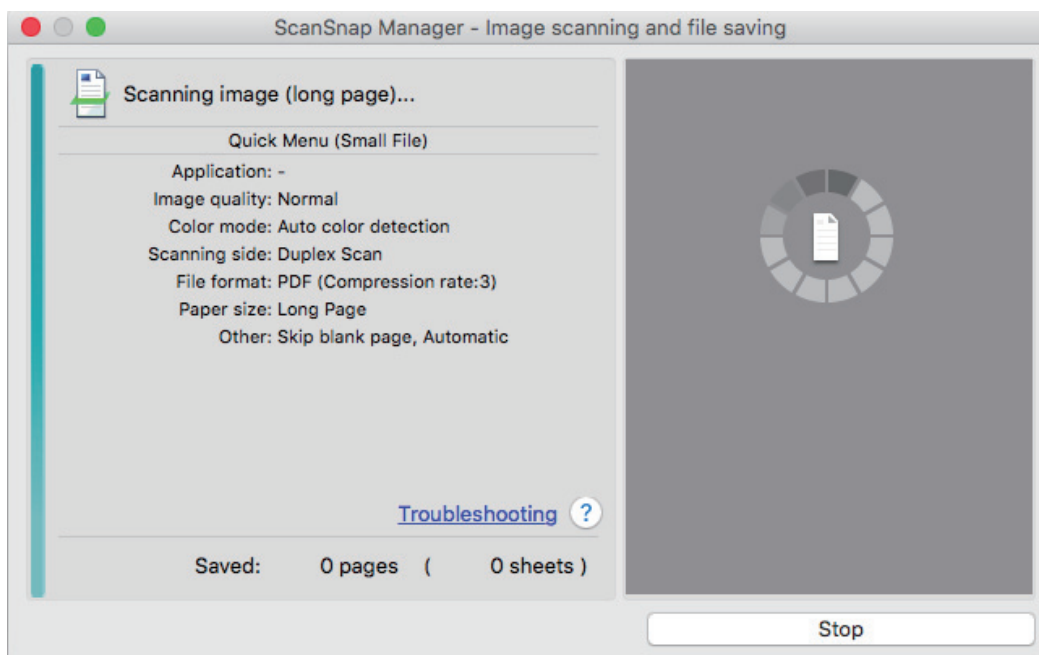 ScanSnap Manager - Image scanning and file saving
Scanning image (long page)...
Quick Menu (Small File)
Application: -
Image quality: Normal
Color mode: Auto color detection
Scanning side: Duplex Scan
File format: PDF (Compression rate:3)
Paper size: Long Page
Other: Skip blank page, Automatic
Troubleshooting ?
Saved: 0 pages ( 0 sheets )
Stop